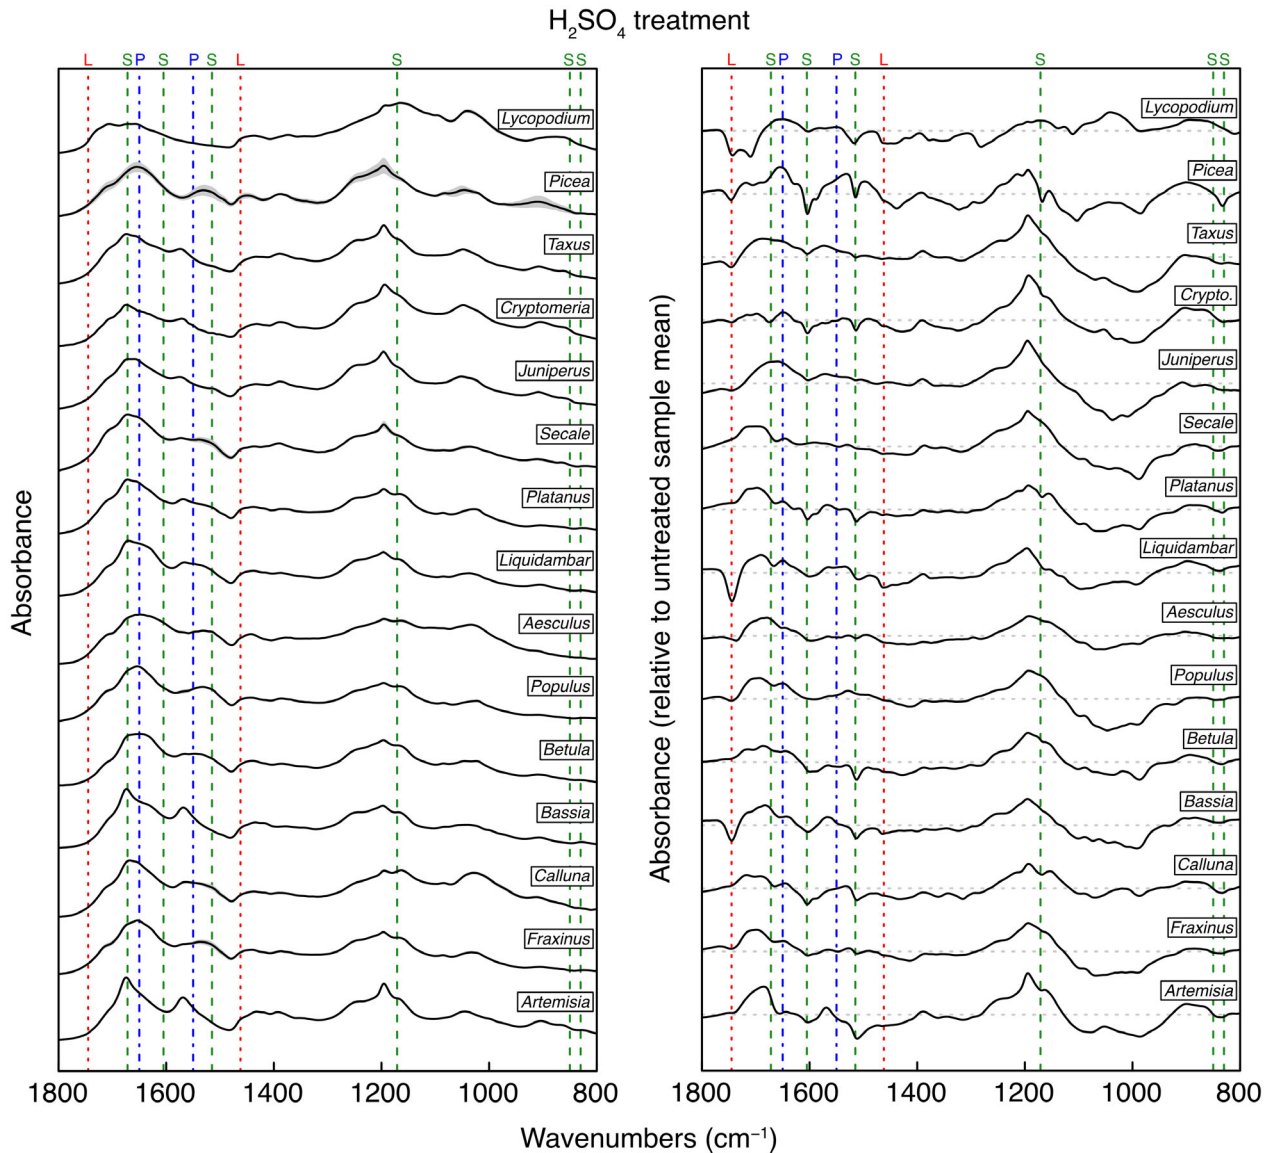 H₂SO₄ treatment
L S P S P S L S S S
L S P S P S L S S S
Lycopodium
Picea
Taxus
Cryptomeria
Juniperus
Secale
Platanus
Liquidambar
Aesculus
Populus
Betula
Bassia
Calluna
Fraxinus
Artemisia
Lycopodium
Picea
Taxus
Crypto.
Juniperus
Secale
Platanus
Liquidambar
Aesculus
Populus
Betula
Bassia
Calluna
Fraxinus
Artemisia
Absorbance
Absorbance (relative to untreated sample mean)
1800 1600 1400 1200 1000 800
1800 1600 1400 1200 1000 800
Wavenumbers (cm⁻¹)